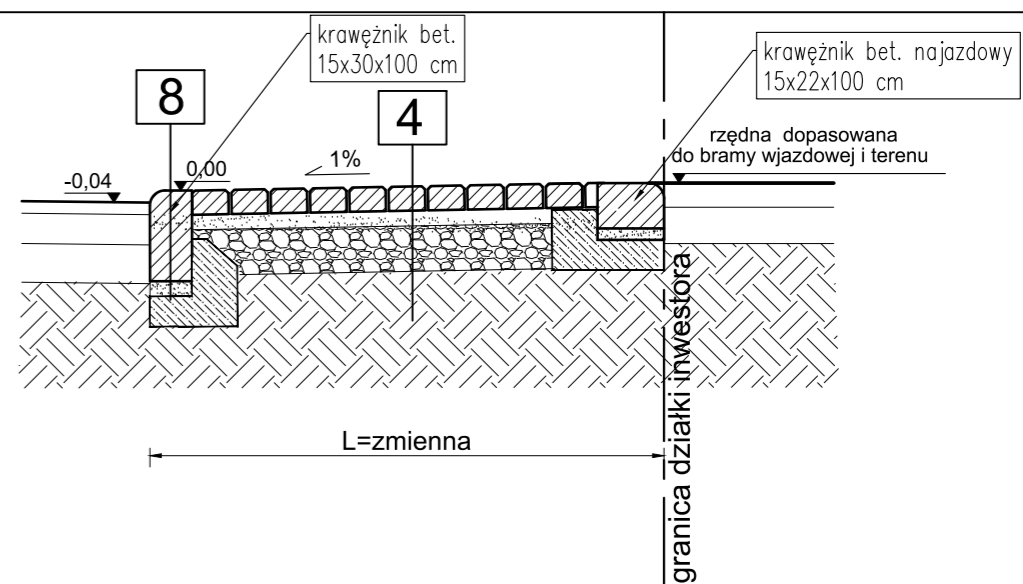 krawężnik bet.
15x30x100 cm
krawężnik bet. najazdowy
15x22x100 cm
8
4
rzędna dopasowana
do bramy wjazdowej i terenu
-0,04
0,00
1%
L=zmienna
granica działki inwestora